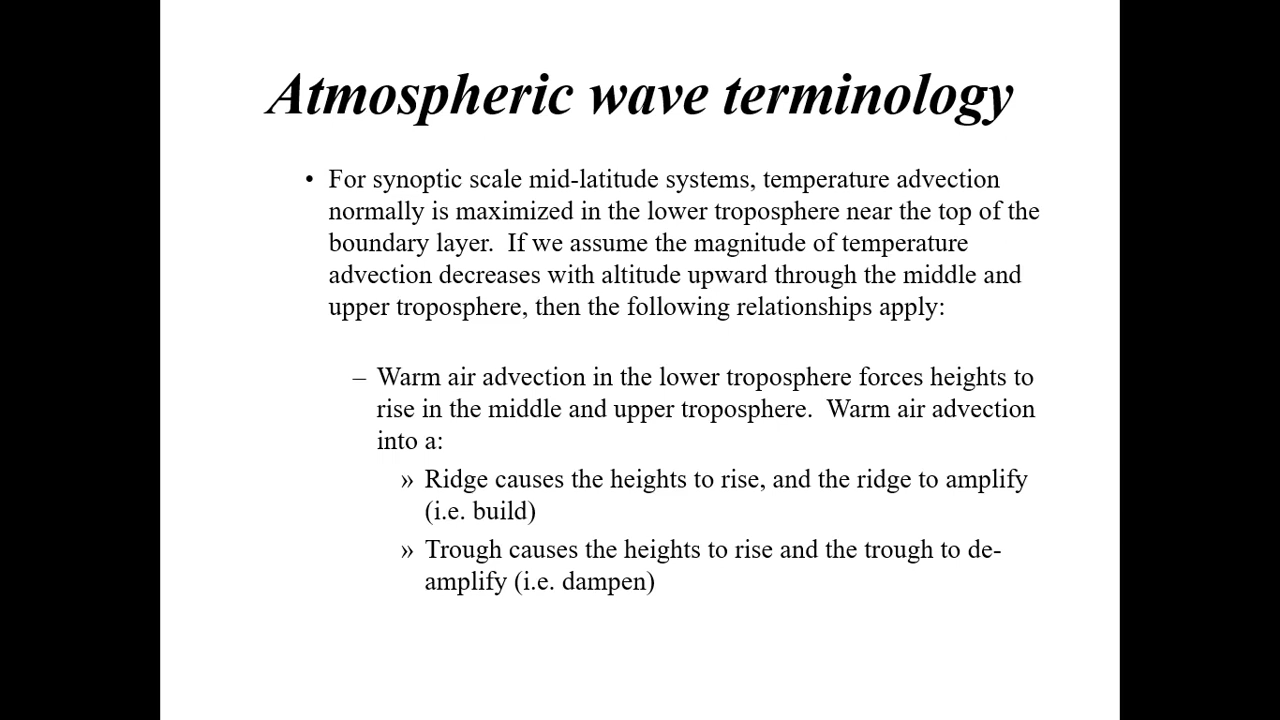 Atmospheric wave terminology
• For synoptic scale mid-latitude systems, temperature advection
normally is maximized in the lower troposphere near the top of the
boundary layer.  If we assume the magnitude of temperature
advection decreases with altitude upward through the middle and
upper troposphere, then the following relationships apply:
– Warm air advection in the lower troposphere forces heights to
rise in the middle and upper troposphere.  Warm air advection
into a:
» Ridge causes the heights to rise, and the ridge to amplify
(i.e. build)
» Trough causes the heights to rise and the trough to de-
amplify (i.e. dampen)